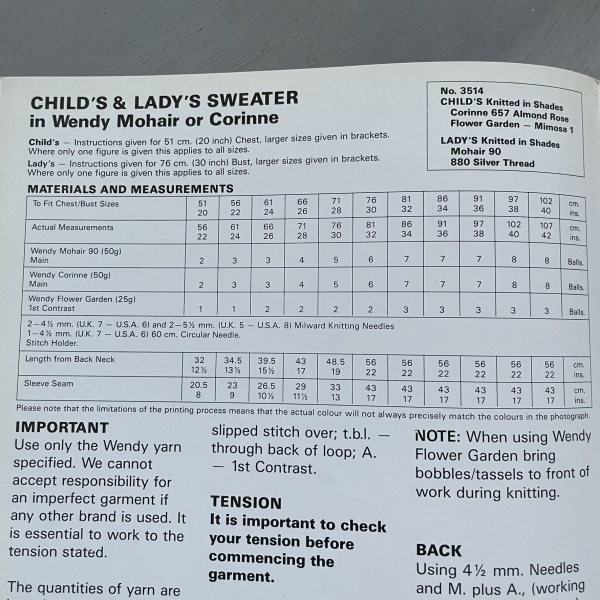 CHILD'S & LADY'S SWEATER
in Wendy Mohair or Corinne
Child's — Instructions given for 51 cm. (20 inch) Chest, larger sizes given in brackets.
Where only one figure is given this applies to all sizes.
Lady's — Instructions given for 76 cm. (30 inch) Bust, larger sizes given in brackets.
Where only one figure is given this applies to all sizes.
No. 3514
CHILD'S Knitted in Shades
Corinne 657 Almond Rose
Flower Garden — Mimosa 1
LADY'S Knitted in Shades
Mohair 90
880 Silver Thread
MATERIALS AND MEASUREMENTS
To Fit Chest/Bust Sizes 51 56 61 66 71 76 81 86 91 97 102 cm.
20 22 24 26 28 30 32 34 36 38 40 ins.
Actual Measurements 56 61 66 71 76 81 86 91 97 102 107 cm.
22 24 26 28 30 32 34 36 38 40 42 ins.
Wendy Mohair 90 (50g)
Main 2 3 3 4 5 6 7 7 7 8 8 Balls.
Wendy Corinne (50g)
Main 2 3 3 4 5 6 7 7 7 8 8 Balls.
Wendy Flower Garden (25g)
1st Contrast 1 1 2 2 2 3 3 3 3 3 3 Balls.
2—4½ mm. (U.K. 7 — U.S.A. 6) and 2—5½ mm. (U.K. 5 — U.S.A. 8) Milward Knitting Needles
1—4½ mm. (U.K. 7 — U.S.A. 6) 60 cm. Circular Needle.
Stitch Holder.
Length from Back Neck 32 34.5 39.5 43 48.5 56 56 56 56 56 56 cm.
12½ 13½ 15½ 17 19 22 22 22 22 22 22 ins.
Sleeve Seam 20.5 23 26.5 29 33 43 43 43 43 43 43 cm.
8 9 10½ 11½ 13 17 17 17 17 17 17 ins.
Please note that the limitations of the printing process means that the actual colour will not always precisely match the colours in the photograph.
IMPORTANT
Use only the Wendy yarn
specified. We cannot
accept responsibility for
an imperfect garment if
any other brand is used. It
is essential to work to the
tension stated.
The quantities of yarn are
slipped stitch over; t.b.l. —
through back of loop; A.
— 1st Contrast.
TENSION
It is important to check
your tension before
commencing the
garment.
NOTE: When using Wendy
Flower Garden bring
bobbles/tassels to front of
work during knitting.
BACK
Using 4½ mm. Needles
and M. plus A., (working